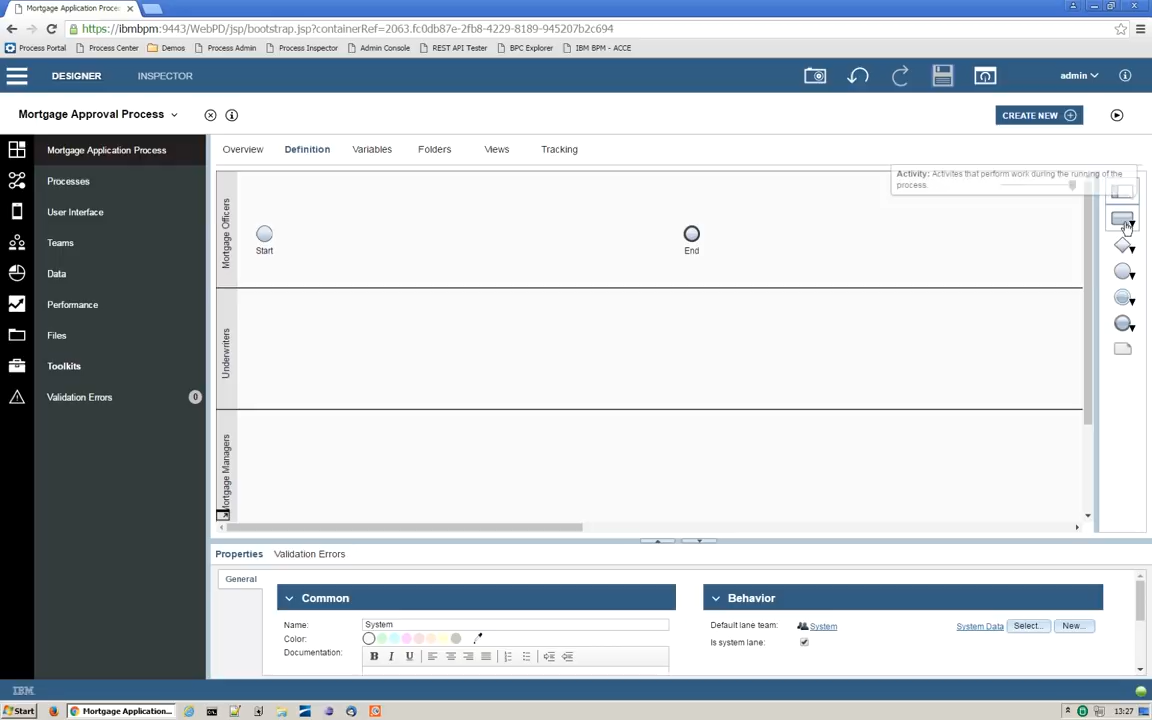 Mortgage Application Process
https://ibmbpm:9443/WebPD/jsp/bootstrap.jsp?containerRef=2063.fc0db87e-2fb8-4229-8189-945207b2c694
Process Portal Process Center Demos Process Admin Process Inspector Admin Console REST API Tester BPC Explorer IBM BPM - ACCE
DESIGNER INSPECTOR admin
Mortgage Approval Process CREATE NEW
Mortgage Application Process
Processes
User Interface
Teams
Data
Performance
Files
Toolkits
Validation Errors 0
Overview Definition Variables Folders Views Tracking
Activity: Activites that perform work during the running of the
process.
Mortgage Officers
Start
End
Underwriters
Mortgage Managers
Properties Validation Errors
General
Common
Name: System
Color:
Documentation:
B I U
Behavior
Default lane team: System System Data Select... New...
Is system lane:
IBM
Start Mortgage Application... 13:27